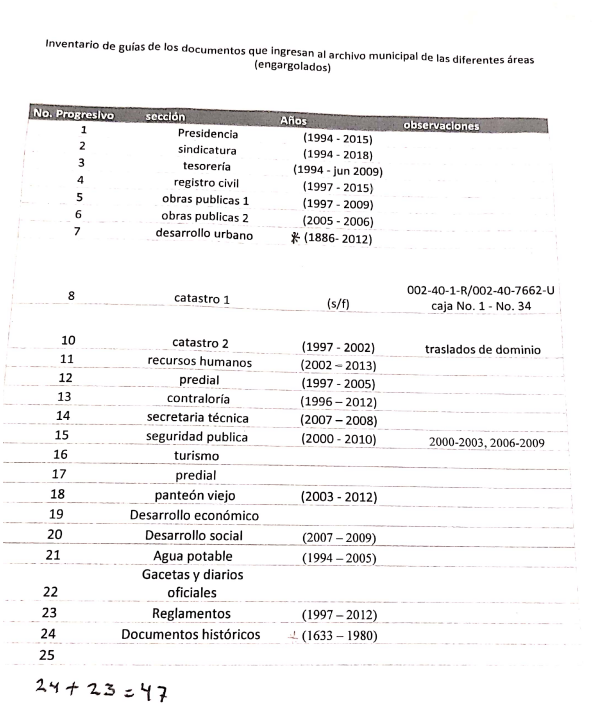 Inventario de guías de los documentos que ingresan al archivo municipal de las diferentes áreas
(engargolados)
No. Progresivo sección Años observaciones
1 Presidencia (1994 - 2015)
2 sindicatura (1994 - 2018)
3 tesorería (1994 - jun 2009)
4 registro civil (1997 - 2015)
5 obras publicas 1 (1997 - 2009)
6 obras publicas 2 (2005 - 2006)
7 desarrollo urbano * (1886- 2012)
002-40-1-R/002-40-7662-U
8 catastro 1 (s/f) caja No. 1 - No. 34
10 catastro 2 (1997 - 2002) traslados de dominio
11 recursos humanos (2002 – 2013)
12 predial (1997 - 2005)
13 contraloría (1996 – 2012)
14 secretaria técnica (2007 – 2008)
15 seguridad publica (2000 - 2010) 2000-2003, 2006-2009
16 turismo
17 predial
18 panteón viejo (2003 - 2012)
19 Desarrollo económico
20 Desarrollo social (2007 – 2009)
21 Agua potable (1994 – 2005)
Gacetas y diarios
22 oficiales
23 Reglamentos (1997 – 2012)
24 Documentos históricos (1633 – 1980)
25
24 + 23 = 47